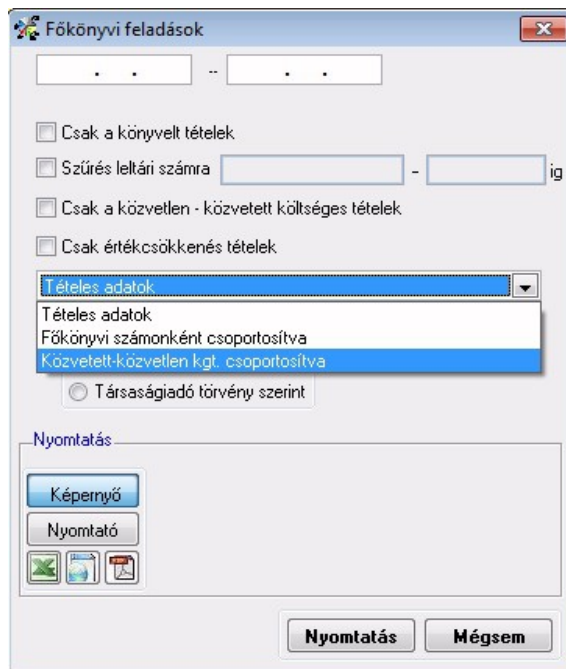 Főkönyvi feladások
. . -- . .
Csak a könyvelt tételek
Szűrés leltári számra - ig
Csak a közvetlen - közvetett költséges tételek
Csak értékcsökkenés tételek
Tételes adatok
Tételes adatok
Főkönyvi számonként csoportosítva
Közvetett-közvetlen kgt. csoportosítva
Társaságiadó törvény szerint
Nyomtatás
Képernyő
Nyomtató
Nyomtatás Mégsem